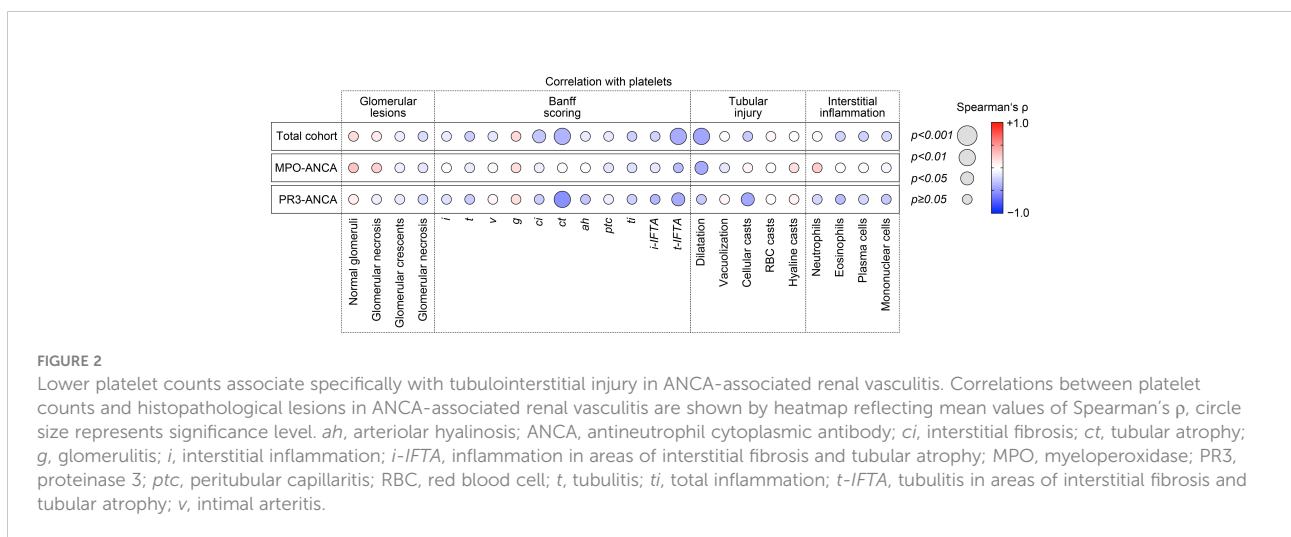 Correlation with platelets
Glomerular
lesions
Banff
scoring
Tubular
injury
Interstitial
inflammation
Spearman's ρ
Total cohort
MPO-ANCA
PR3-ANCA
p<0.001
p<0.01
p<0.05
p≥0.05
+1.0
−1.0
Normal glomeruli
Glomerular necrosis
Glomerular crescents
Glomerular necrosis
i
t
v
g
ci
ct
ah
ptc
ti
i-IFTA
t-IFTA
Dilatation
Vacuolization
Cellular casts
RBC casts
Hyaline casts
Neutrophils
Eosinophils
Plasma cells
Mononuclear cells
FIGURE 2
Lower platelet counts associate specifically with tubulointerstitial injury in ANCA-associated renal vasculitis. Correlations between platelet
counts and histopathological lesions in ANCA-associated renal vasculitis are shown by heatmap reflecting mean values of Spearman's ρ, circle
size represents significance level. ah, arteriolar hyalinosis; ANCA, antineutrophil cytoplasmic antibody; ci, interstitial fibrosis; ct, tubular atrophy;
g, glomerulitis; i, interstitial inflammation; i-IFTA, inflammation in areas of interstitial fibrosis and tubular atrophy; MPO, myeloperoxidase; PR3,
proteinase 3; ptc, peritubular capillaritis; RBC, red blood cell; t, tubulitis; ti, total inflammation; t-IFTA, tubulitis in areas of interstitial fibrosis and
tubular atrophy; v, intimal arteritis.